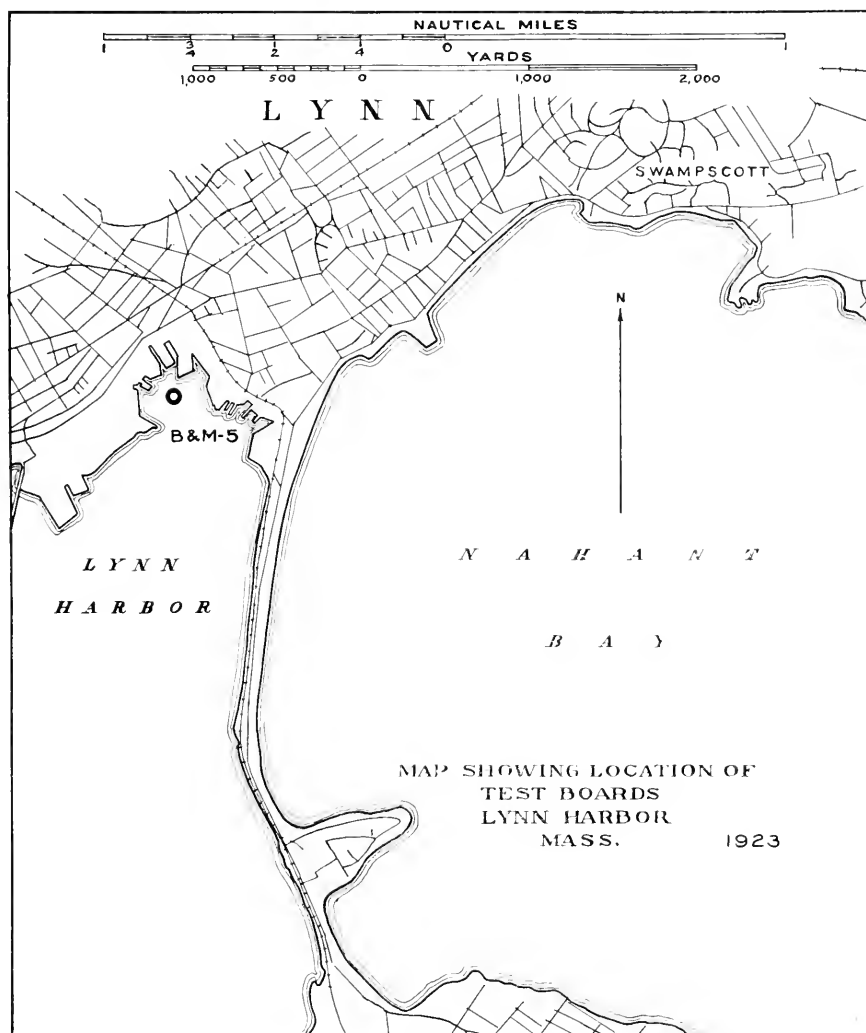 NAUTICAL MILES
1 3/4 2 1/4 0 1
YARDS
1,000 500 0 1,000 2,000
LYNN
SWAMPSCOTT
N
B&M-5
LYNN
HARBOR
NAHANT
BAY
MAP SHOWING LOCATION OF
TEST BOARDS
LYNN HARBOR
MASS. 1923